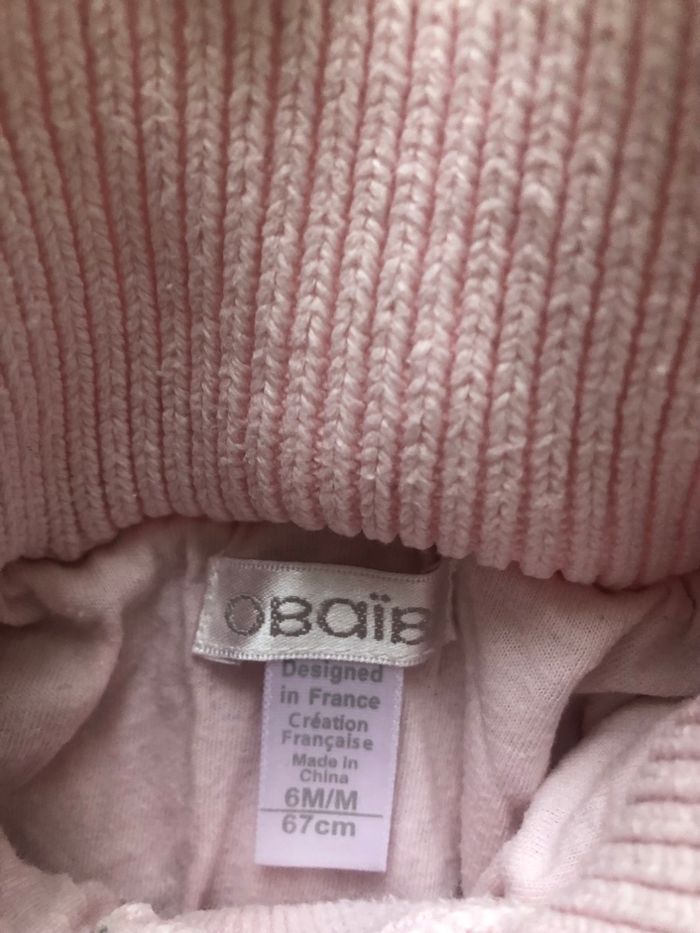 OBaïBI
Designed
in France
Création
Française
Made in
China
6M/M
67cm